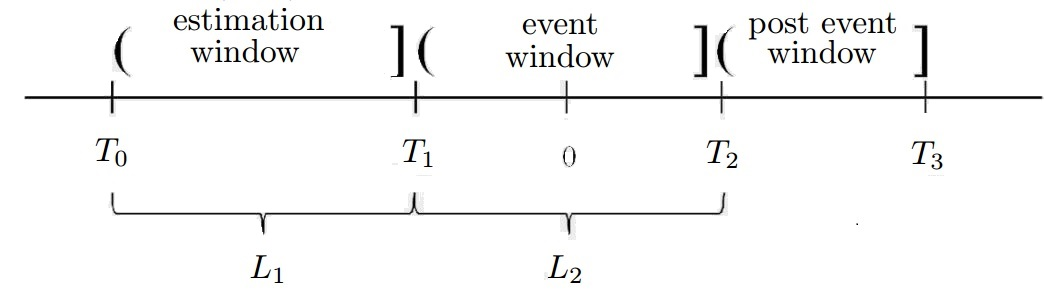 ( estimation window ]( event window ]( post event window ]
T₀ T₁ 0 T₂ T₃
L₁ L₂